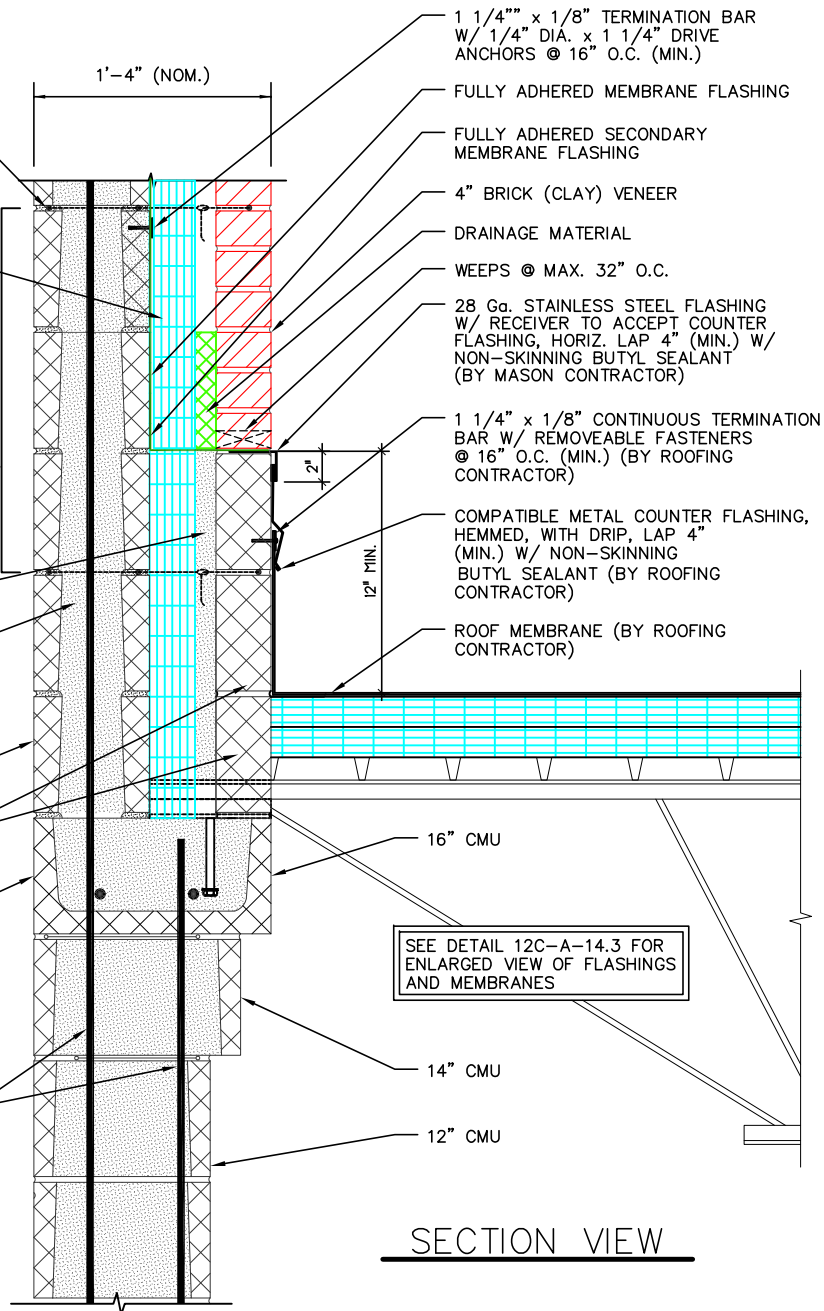 1 1/4"" x 1/8" TERMINATION BAR
W/ 1/4" DIA. x 1 1/4" DRIVE
ANCHORS @ 16" O.C. (MIN.)
1'-4" (NOM.)
FULLY ADHERED MEMBRANE FLASHING
FULLY ADHERED SECONDARY
MEMBRANE FLASHING
4" BRICK (CLAY) VENEER
DRAINAGE MATERIAL
WEEPS @ MAX. 32" O.C.
28 Ga. STAINLESS STEEL FLASHING
W/ RECEIVER TO ACCEPT COUNTER
FLASHING, HORIZ. LAP 4" (MIN.) W/
NON-SKINNING BUTYL SEALANT
(BY MASON CONTRACTOR)
1 1/4" x 1/8" CONTINUOUS TERMINATION
BAR W/ REMOVEABLE FASTENERS
@ 16" O.C. (MIN.) (BY ROOFING
CONTRACTOR)
2"
12" MIN.
COMPATIBLE METAL COUNTER FLASHING,
HEMMED, WITH DRIP, LAP 4"
(MIN.) W/ NON-SKINNING
BUTYL SEALANT (BY ROOFING
CONTRACTOR)
ROOF MEMBRANE (BY ROOFING
CONTRACTOR)
16" CMU
SEE DETAIL 12C-A-14.3 FOR
ENLARGED VIEW OF FLASHINGS
AND MEMBRANES
14" CMU
12" CMU
SECTION VIEW